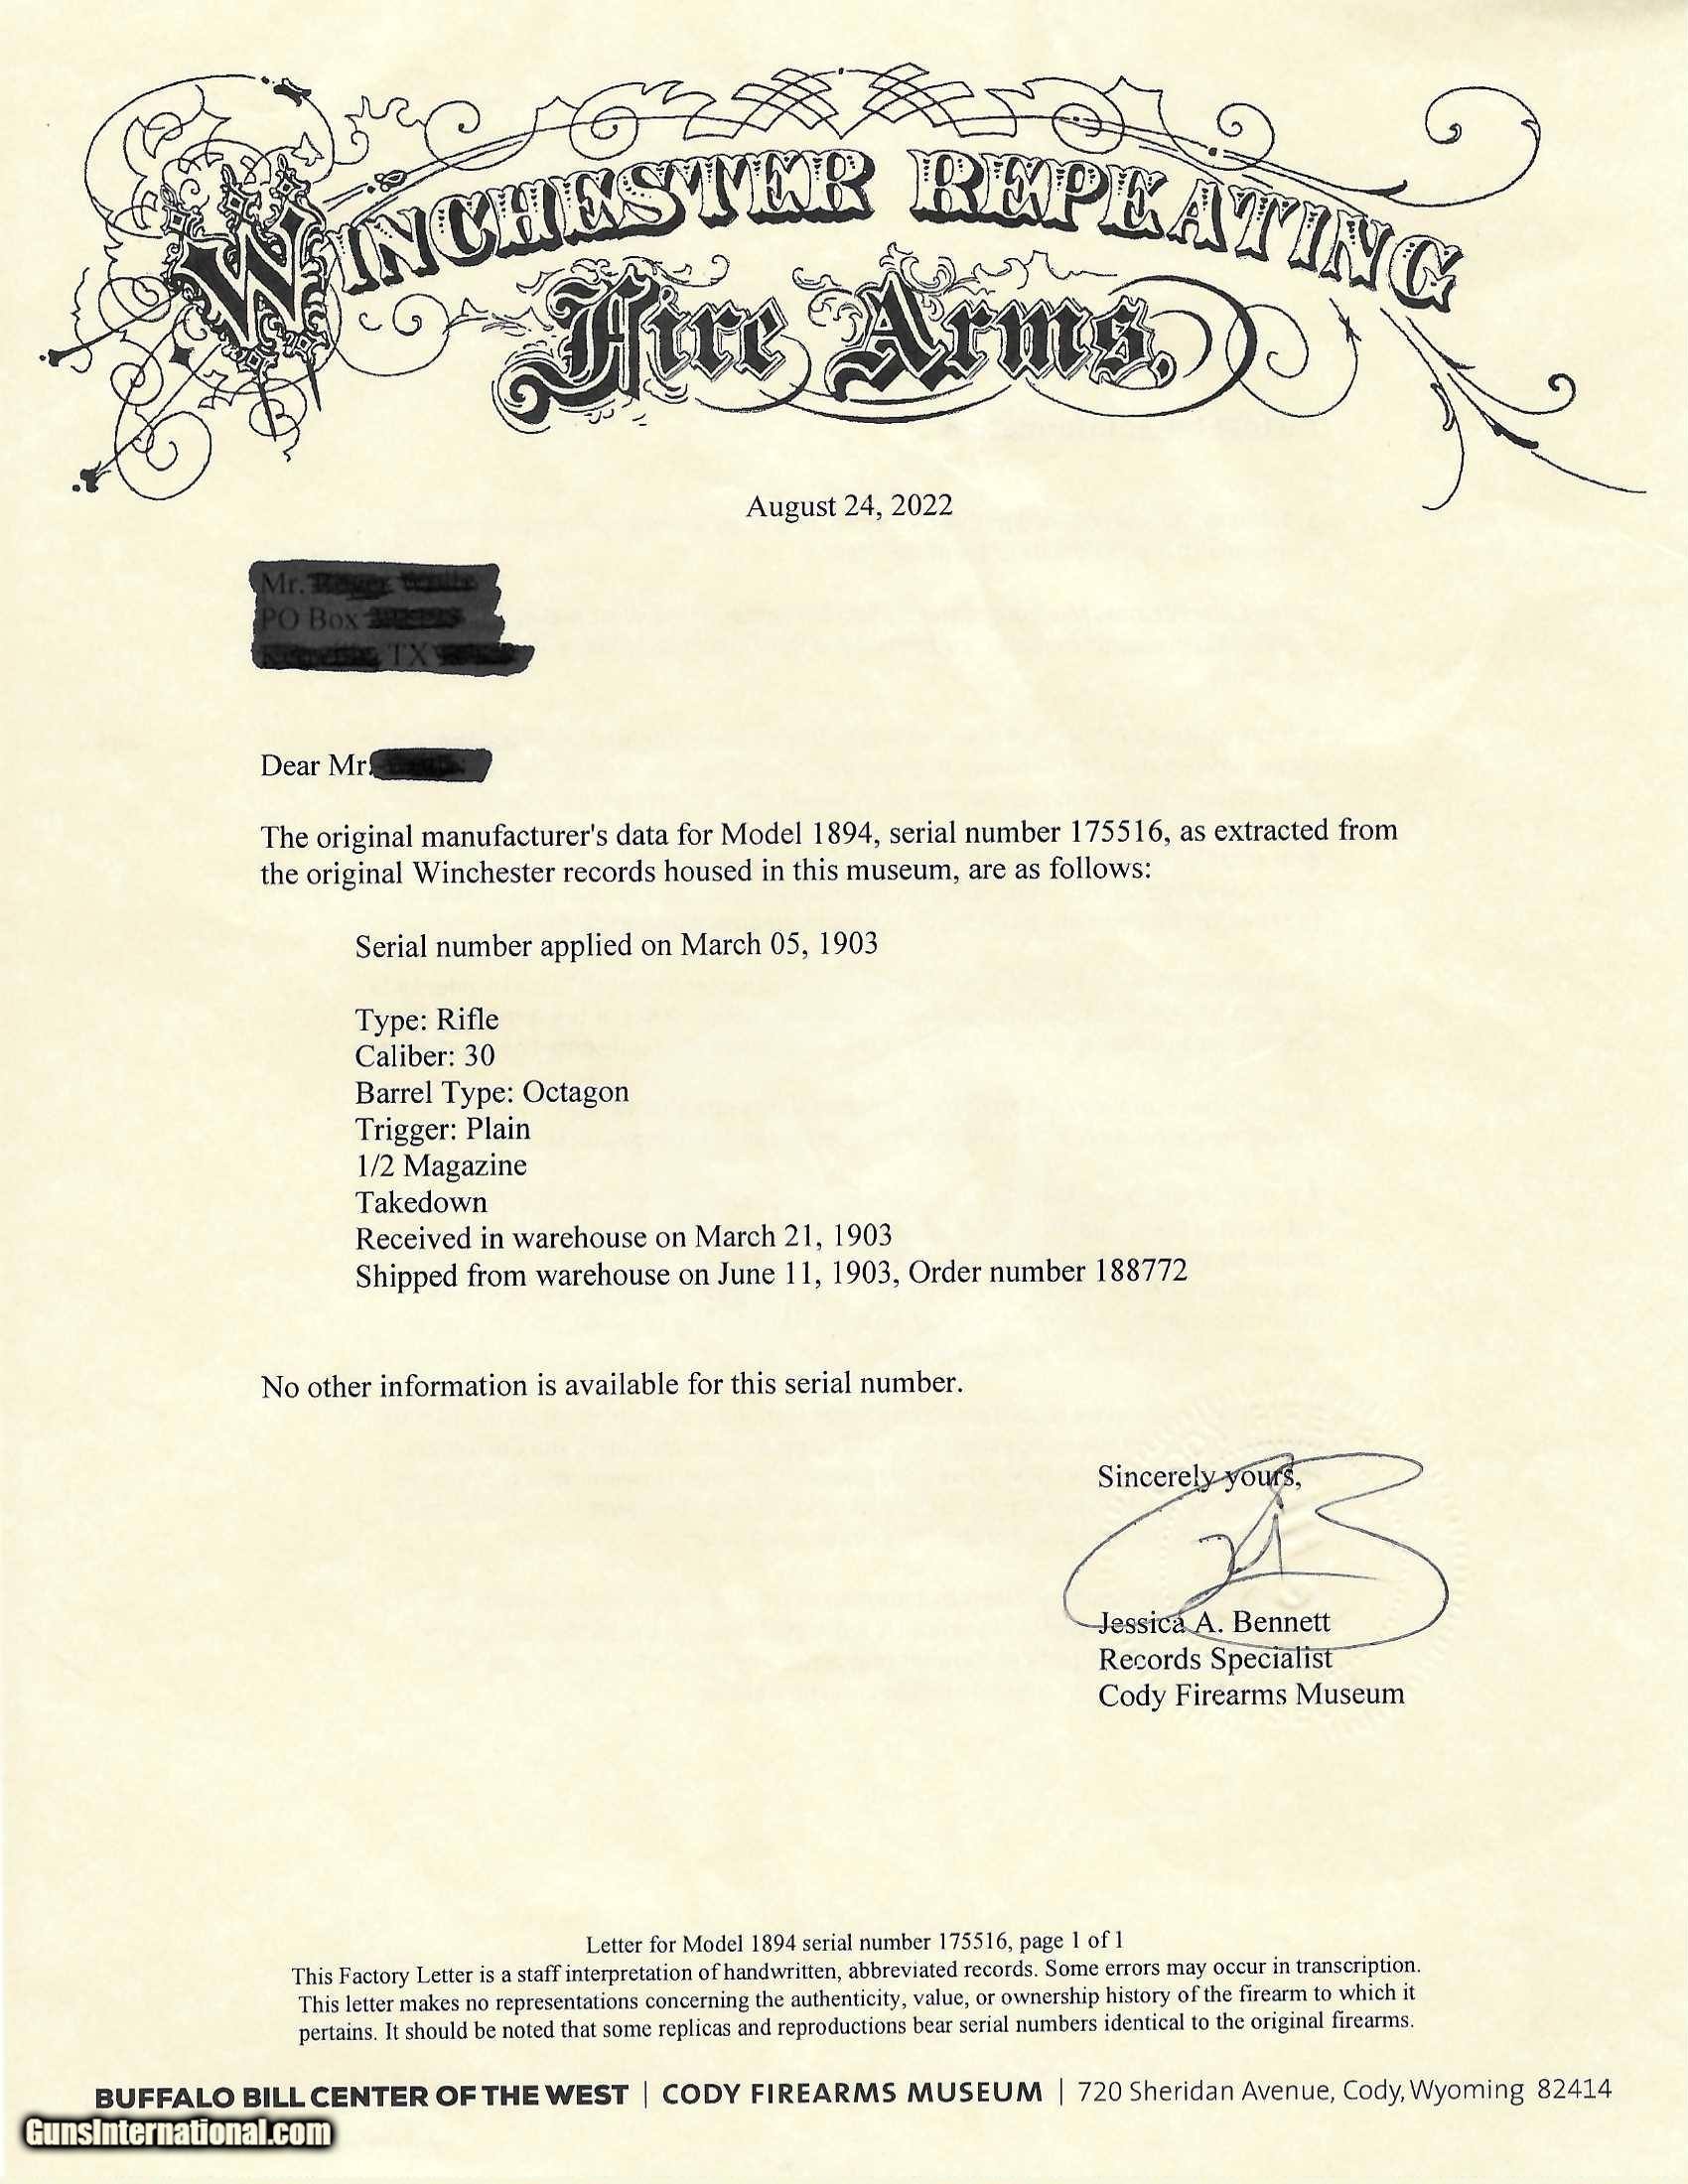 WINCHESTER REPEATING
Fire Arms,
August 24, 2022
Mr.
PO Box
TX
Dear Mr.
The original manufacturer's data for Model 1894, serial number 175516, as extracted from
the original Winchester records housed in this museum, are as follows:
Serial number applied on March 05, 1903
Type: Rifle
Caliber: 30
Barrel Type: Octagon
Trigger: Plain
1/2 Magazine
Takedown
Received in warehouse on March 21, 1903
Shipped from warehouse on June 11, 1903, Order number 188772
No other information is available for this serial number.
Sincerely yours,
Jessica A. Bennett
Records Specialist
Cody Firearms Museum
Letter for Model 1894 serial number 175516, page 1 of 1
This Factory Letter is a staff interpretation of handwritten, abbreviated records. Some errors may occur in transcription.
This letter makes no representations concerning the authenticity, value, or ownership history of the firearm to which it
pertains. It should be noted that some replicas and reproductions bear serial numbers identical to the original firearms.
BUFFALO BILL CENTER OF THE WEST | CODY FIREARMS MUSEUM | 720 Sheridan Avenue, Cody, Wyoming 82414
GunsInternational.com